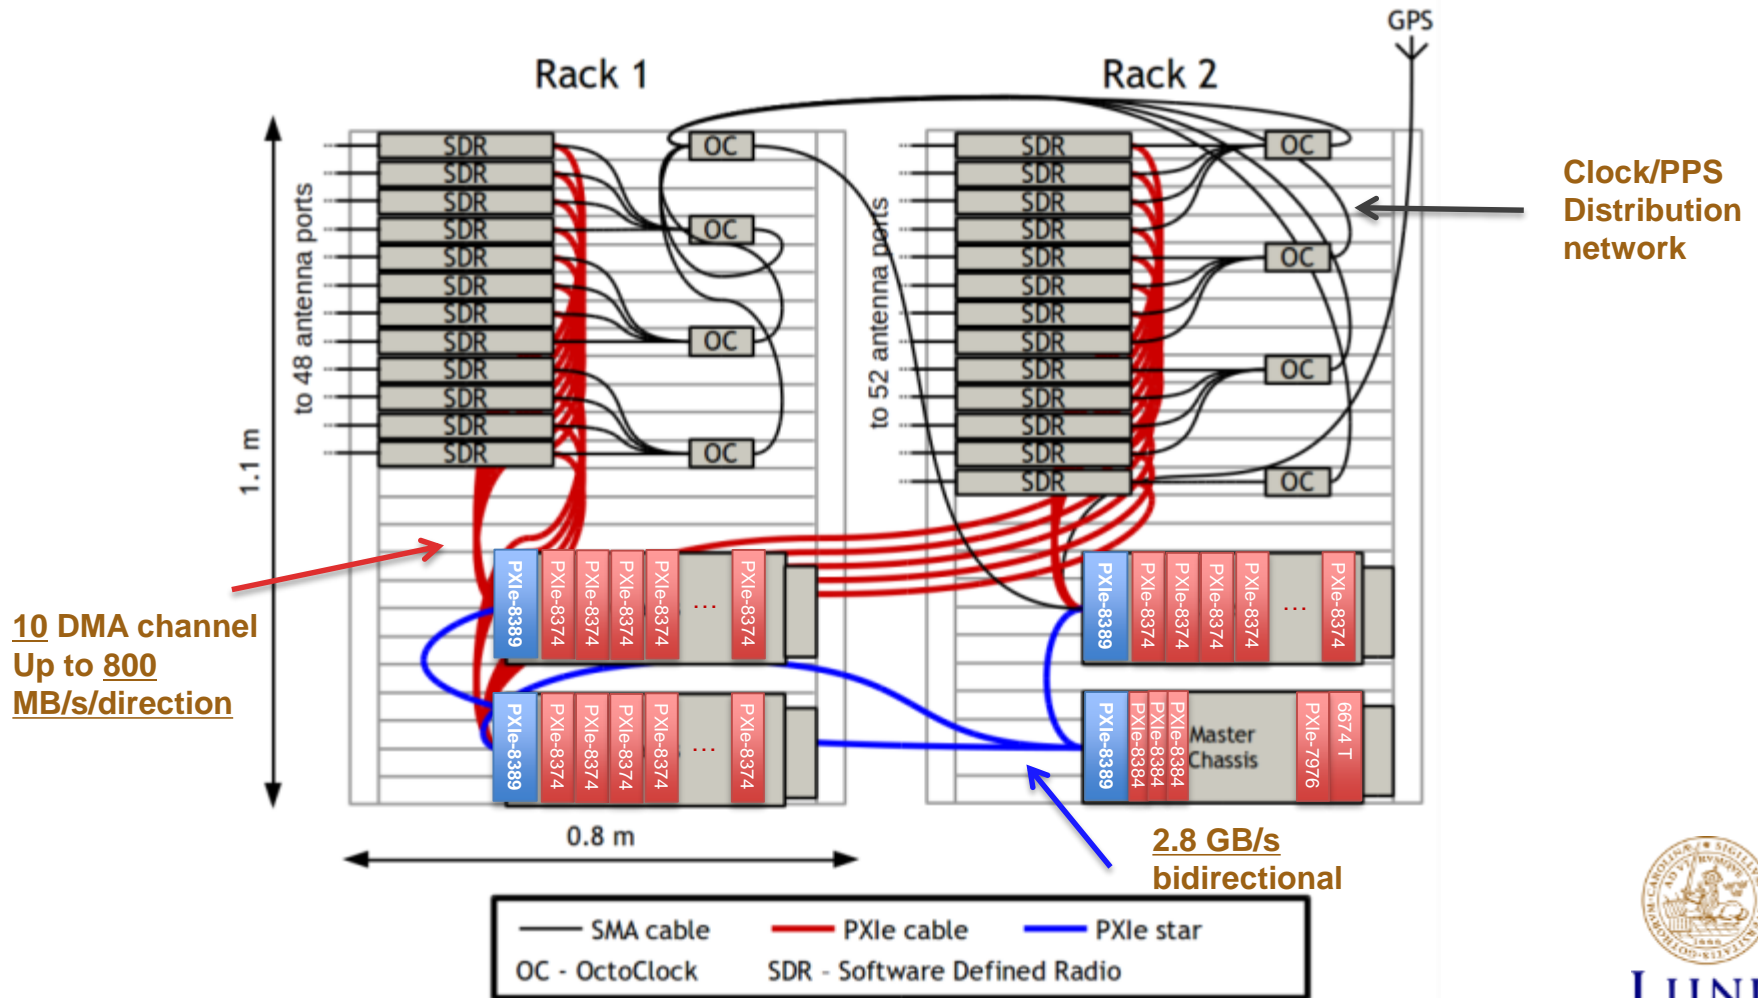 GPS
Rack 1
Rack 2
SDR
SDR
SDR
SDR
SDR
SDR
SDR
SDR
SDR
SDR
SDR
SDR
OC
OC
OC
OC
to 48 antenna ports
SDR
SDR
SDR
SDR
SDR
SDR
SDR
SDR
SDR
SDR
SDR
SDR
SDR
OC
OC
OC
OC
to 52 antenna ports
Clock/PPS
Distribution
network
1.1 m
10 DMA channel
Up to 800
MB/s/direction
PXIe-8389
PXIe-8374
PXIe-8374
PXIe-8374
PXIe-8374
...
PXIe-8374
PXIe-8389
PXIe-8374
PXIe-8374
PXIe-8374
PXIe-8374
...
PXIe-8374
PXIe-8389
PXIe-8374
PXIe-8374
PXIe-8374
PXIe-8374
...
PXIe-8374
PXIe-8389
PXIe-8384
PXIe-8384
PXIe-8384
Master
Chassis
PXIe-7976
6674 T
0.8 m
2.8 GB/s
bidirectional
SMA cable
PXIe cable
PXIe star
OC - OctoClock
SDR - Software Defined Radio